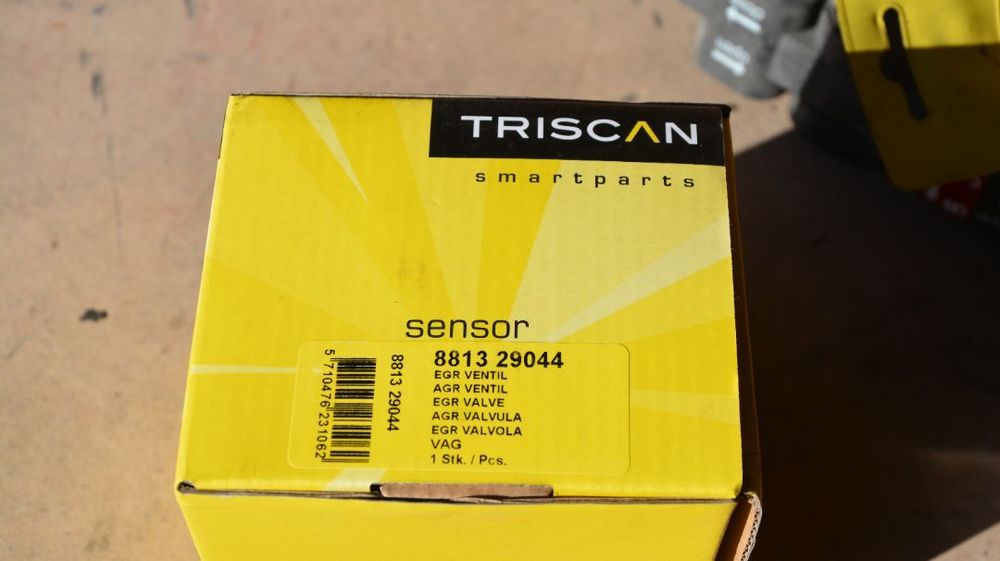 TRISCAN
smartparts
sensor
8813 29044
EGR VENTIL
AGR VENTIL
EGR VALVE
AGR VALVULA
EGR VALVOLA
VAG
1 Stk. / Pcs.
8813 29044
5 710476 231062
open